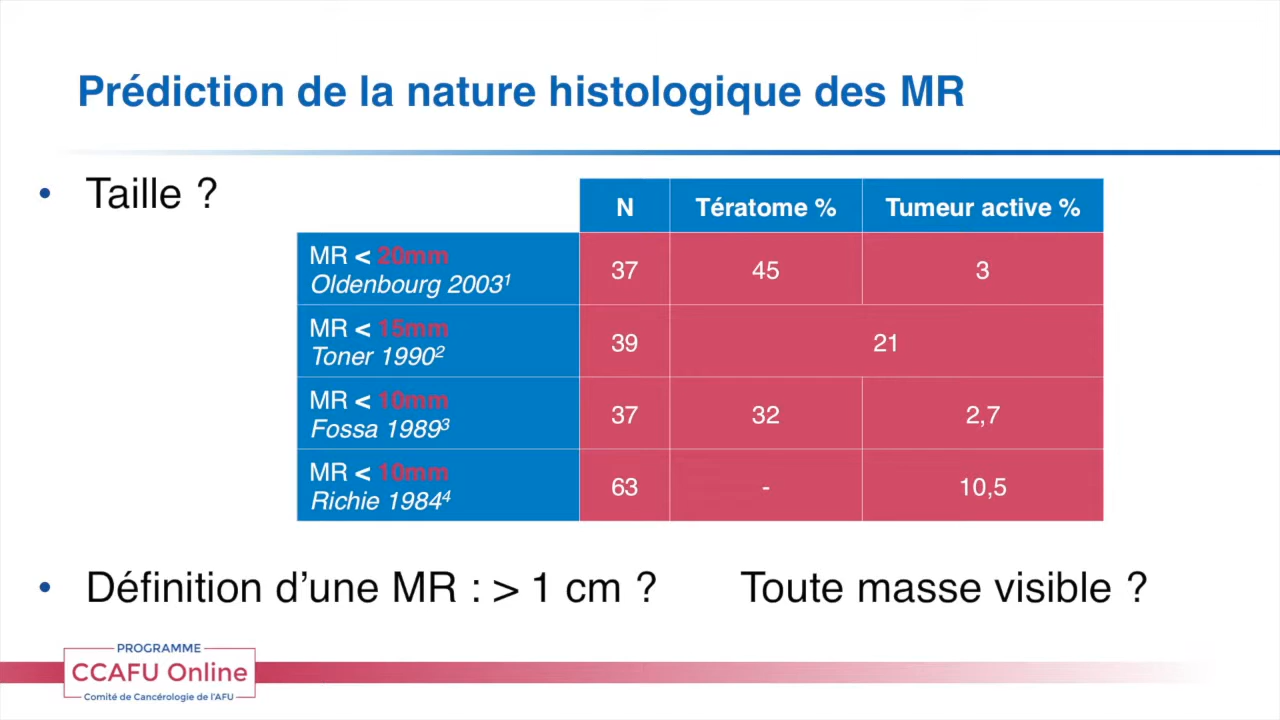 Prédiction de la nature histologique des MR
• Taille ?
N Tératome % Tumeur active %
MR < 20mm
Oldenbourg 2003¹ 37 45 3
MR < 15mm
Toner 1990² 39 21
MR < 10mm
Fossa 1989³ 37 32 2,7
MR < 10mm
Richie 1984⁴ 63 - 10,5
• Définition d’une MR : > 1 cm ? Toute masse visible ?
PROGRAMME
CCAFU Online
Comité de Cancérologie de l'AFU